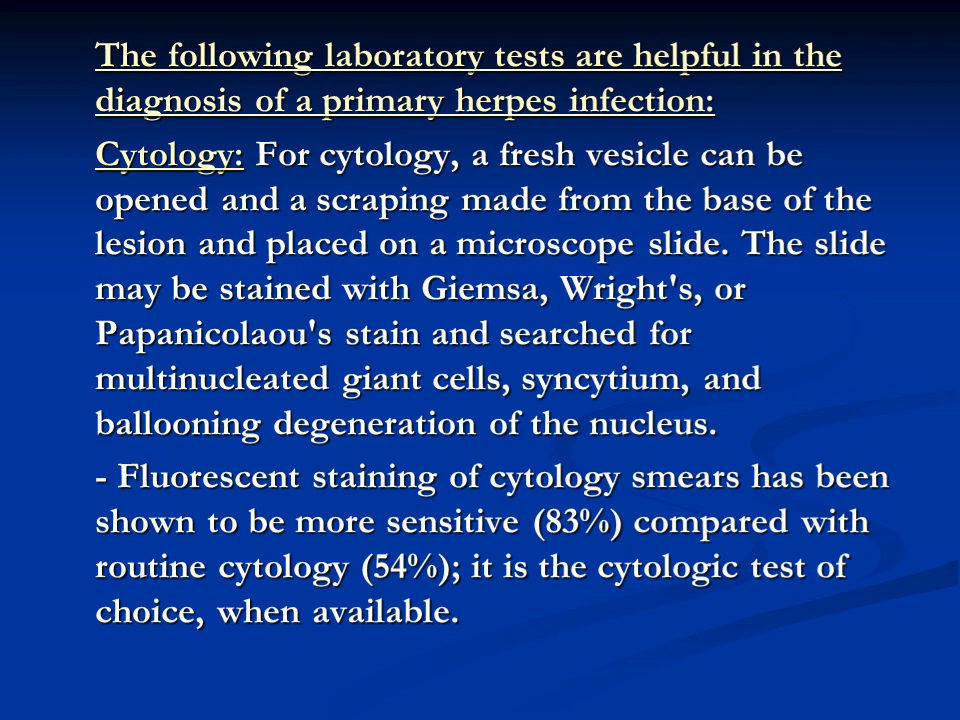 The following laboratory tests are helpful in the
diagnosis of a primary herpes infection:
Cytology: For cytology, a fresh vesicle can be
opened and a scraping made from the base of the
lesion and placed on a microscope slide. The slide
may be stained with Giemsa, Wright's, or
Papanicolaou's stain and searched for
multinucleated giant cells, syncytium, and
ballooning degeneration of the nucleus.
- Fluorescent staining of cytology smears has been
shown to be more sensitive (83%) compared with
routine cytology (54%); it is the cytologic test of
choice, when available.